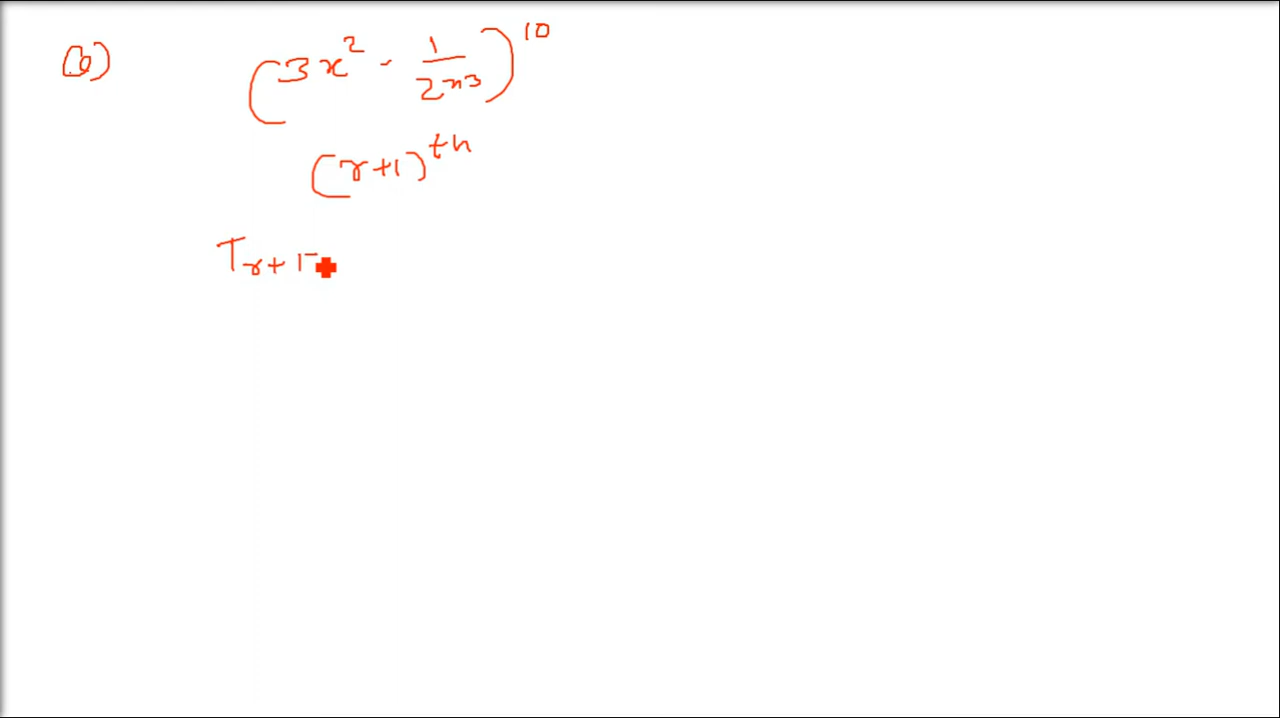 (b) (3x² - 1/2x³)¹⁰
(r+1)ᵗʰ
Tr+1 =